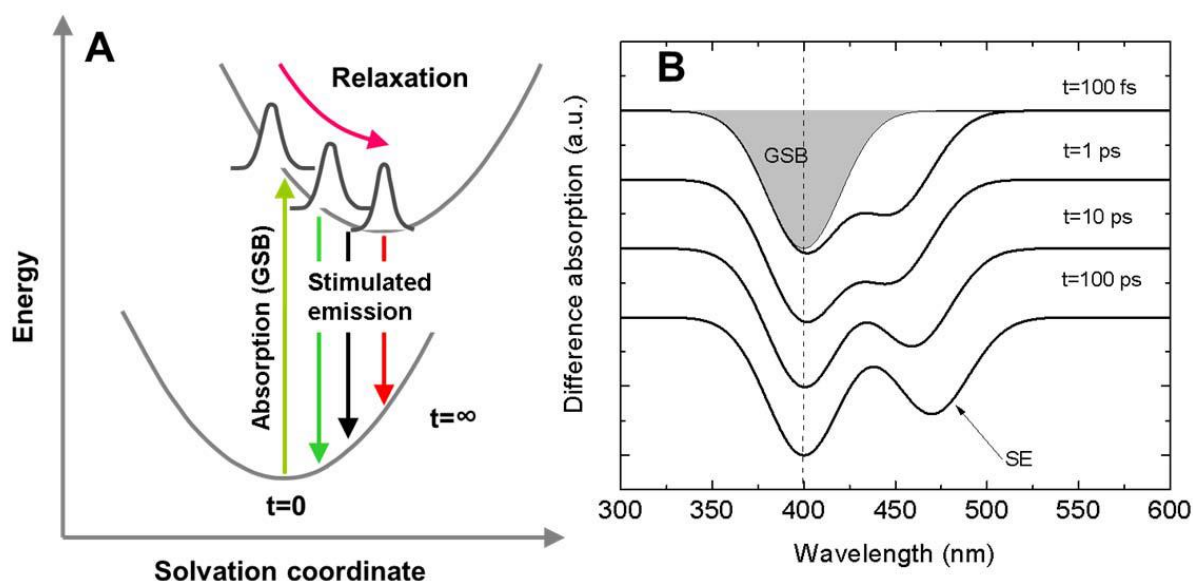 A
Relaxation
Energy
Absorption (GSB)
Stimulated
emission
t=∞
t=0
Solvation coordinate
B
Difference absorption (a.u.)
GSB
t=100 fs
t=1 ps
t=10 ps
t=100 ps
SE
300 350 400 450 500 550 600
Wavelength (nm)